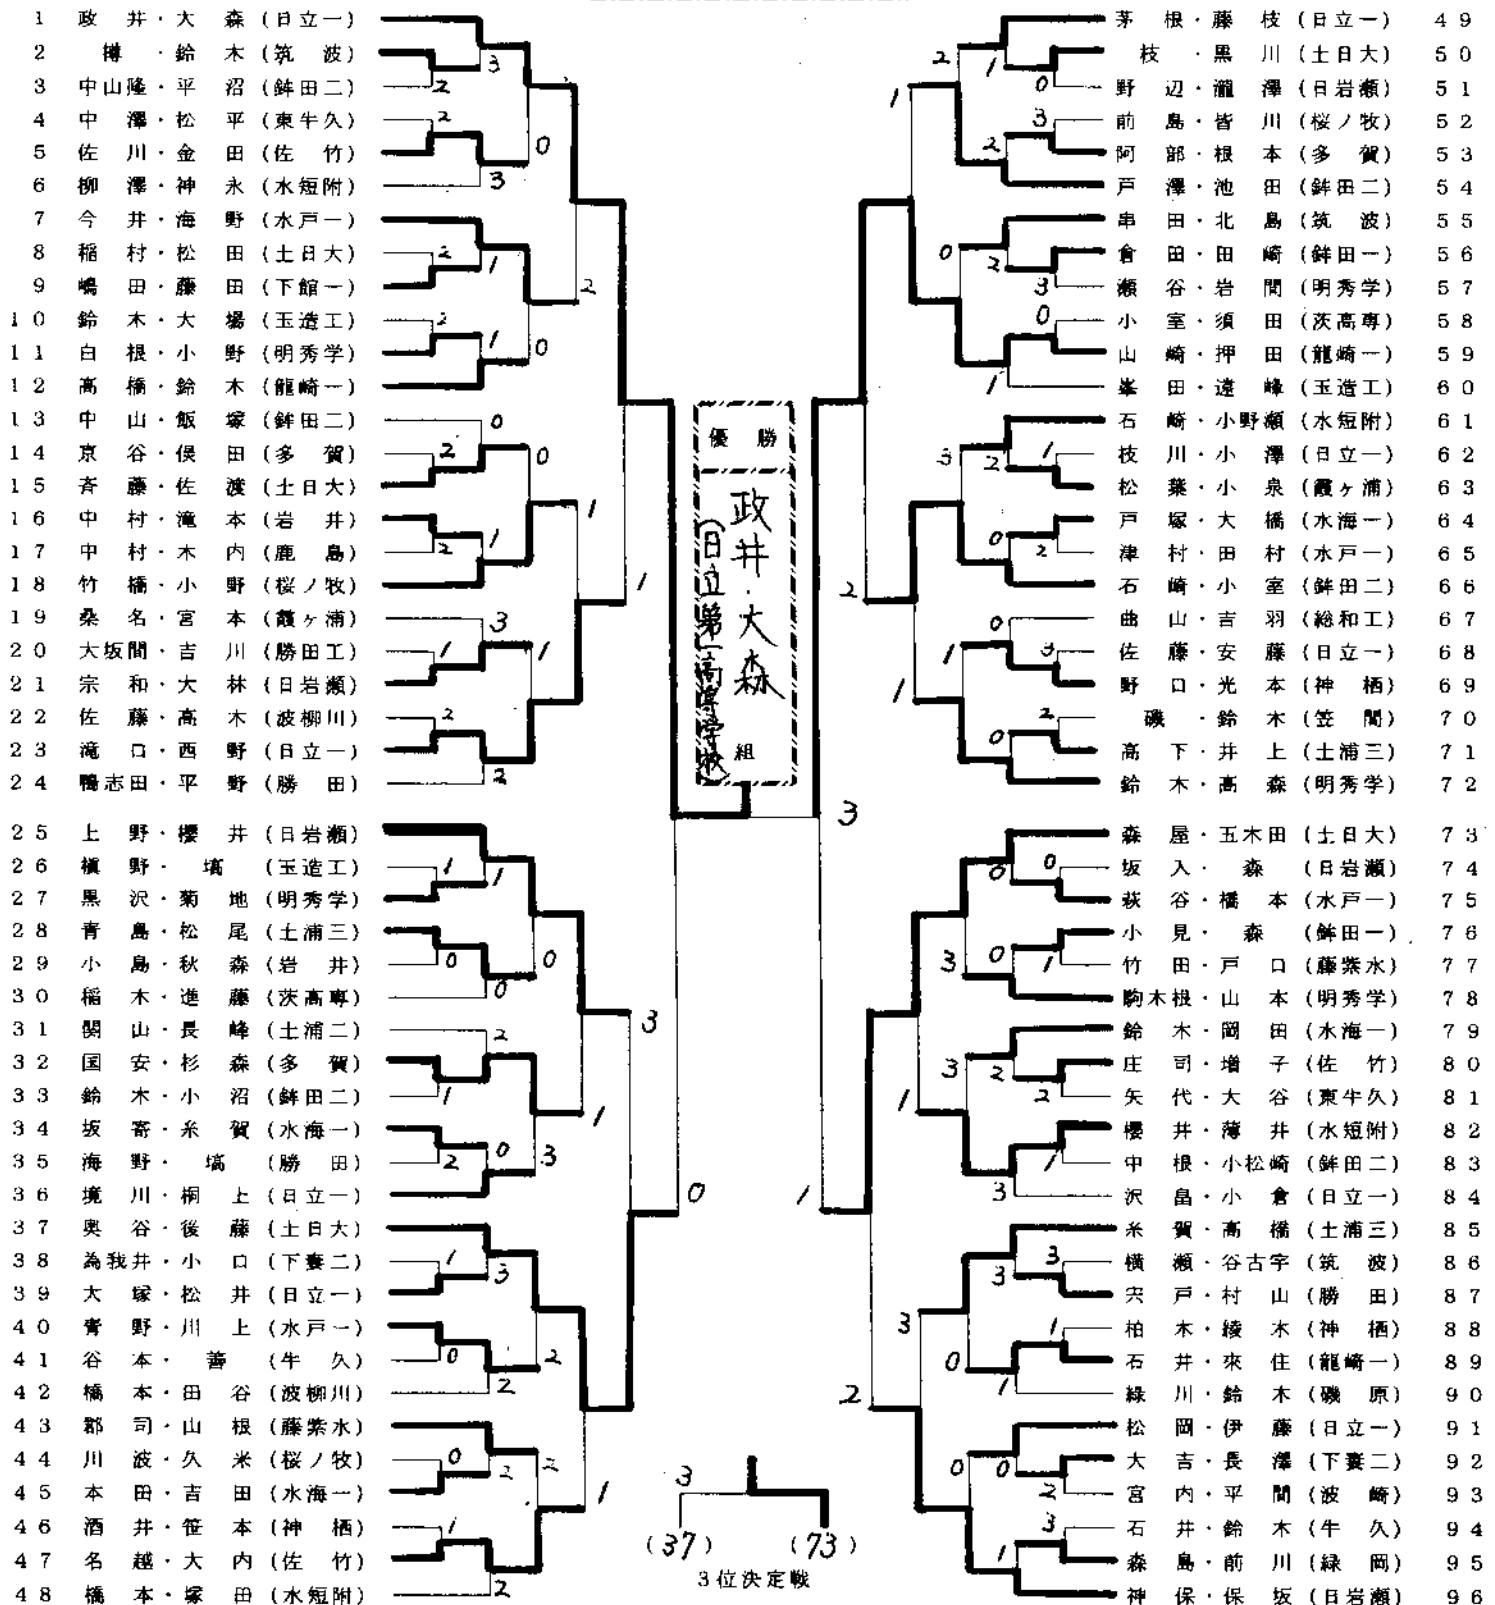 1 政井・大森（日立一）
2 ・鈴木（筑波）
3 中山隆・平沼（鉾田二）
4 中澤・松平（東牛久）
5 佐川・金田（佐竹）
6 柳澤・神永（水短附）
7 今井・海野（水戸一）
8 稲村・松田（土日大）
9 嶋田・藤田（下館一）
10 鈴木・大場（玉造工）
11 白根・小野（明秀学）
12 高橋・鈴木（龍崎一）
13 中山・飯塚（鉾田二）
14 京谷・俣田（多賀）
15 斉藤・佐渡（土日大）
16 中村・滝本（岩井）
17 中村・木内（鹿島）
18 竹橋・小野（桜ノ牧）
19 桑名・宮本（霞ヶ浦）
20 大坂間・吉川（勝田工）
21 宗和・大林（日岩瀬）
22 佐藤・高木（波柳川）
23 滝口・西野（日立一）
24 鴨志田・平野（勝田）
25 上野・櫻井（日岩瀬）
26 槇野・塙（玉造工）
27 黒沢・菊地（明秀学）
28 青島・松尾（土浦三）
29 小島・秋森（岩井）
30 稲木・進藤（茨高専）
31 関山・長峰（土浦二）
32 国安・杉森（多賀）
33 鈴木・小沼（鉾田二）
34 坂寄・糸賀（水海一）
35 海野・塙（勝田）
36 境川・桐上（日立一）
37 奥谷・後藤（土日大）
38 為我井・小口（下妻二）
39 大塚・松井（日立一）
40 青野・川上（水戸一）
41 谷本・善（牛久）
42 橋本・田谷（波柳川）
43 郡司・山根（藤紫水）
44 川波・久米（桜ノ牧）
45 本田・吉田（水海一）
46 酒井・笹本（神栖）
47 名越・大内（佐竹）
48 橋本・塚田（水短附）
優勝
政井・大森
（日立第一高等学校）
組
3
(37) (73)
3位決定戦
茅根・藤枝（日立一）49
枝・黒川（土日大）50
野辺・瀧澤（日岩瀬）51
前島・皆川（桜ノ牧）52
阿部・根本（多賀）53
戸澤・池田（鉾田二）54
串田・北島（筑波）55
倉田・田崎（鉾田一）56
瀬谷・岩間（明秀学）57
小室・須田（茨高専）58
山崎・押田（龍崎一）59
峯田・遠峰（玉造工）60
石崎・小野瀬（水短附）61
枝川・小澤（日立一）62
松葉・小泉（霞ヶ浦）63
戸塚・大橋（水海一）64
津村・田村（水戸一）65
石崎・小室（鉾田二）66
曲山・吉羽（総和工）67
佐藤・安藤（日立一）68
野口・光本（神栖）69
磯・鈴木（笠間）70
高下・井上（土浦三）71
鈴木・高森（明秀学）72
森屋・五木田（土日大）73
坂入・森（日岩瀬）74
萩谷・橋本（水戸一）75
小見・森（鉾田一）76
竹田・戸口（藤紫水）77
駒木根・山本（明秀学）78
鈴木・岡田（水海一）79
庄司・増子（佐竹）80
矢代・大谷（東牛久）81
櫻井・薄井（水短附）82
中根・小松崎（鉾田二）83
沢畠・小倉（日立一）84
糸賀・高橋（土浦三）85
横瀬・谷古宇（筑波）86
宍戸・村山（勝田）87
柏木・綾木（神栖）88
石井・來住（龍崎一）89
緑川・鈴木（磯原）90
松岡・伊藤（日立一）91
大吉・長澤（下妻二）92
宮内・平間（波崎）93
石井・鈴木（牛久）94
森島・前川（緑岡）95
神保・保坂（日岩瀬）96